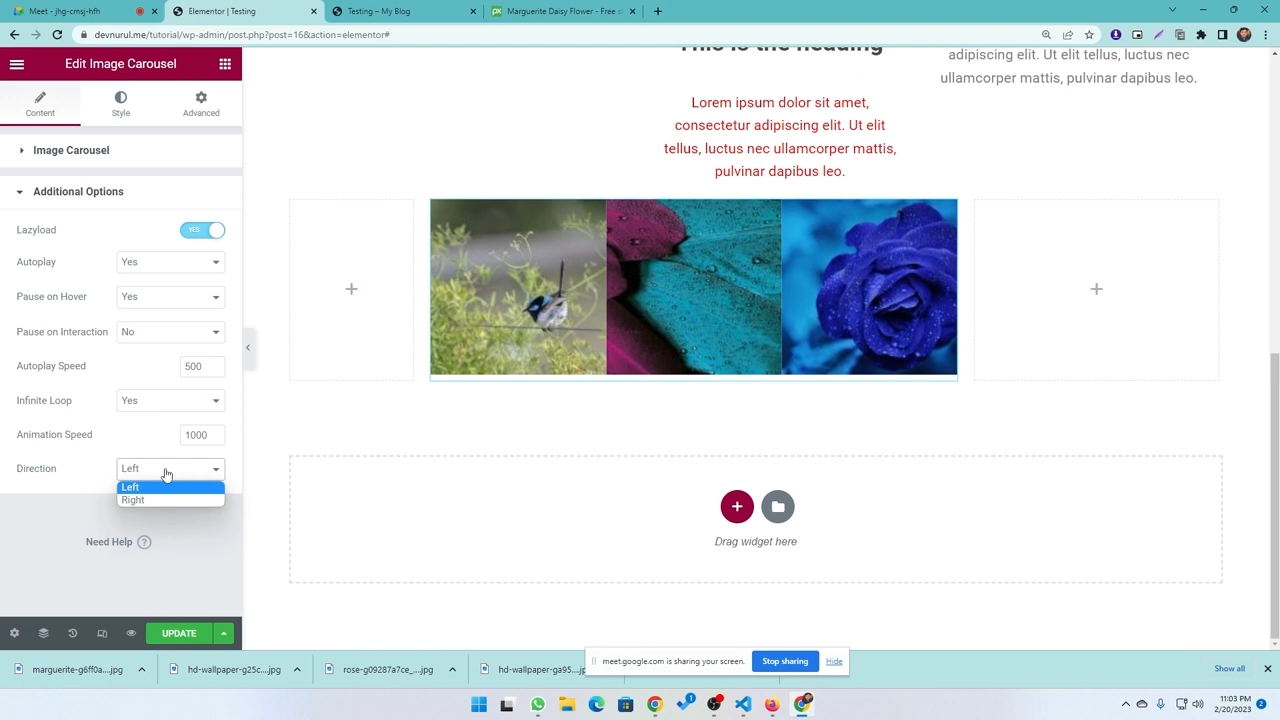 Meet - jhg-cmcj-hdd
Elementor | Testing
Testing – My Blog
Marguerite Daisy Flower - Free s
devnurul.me/tutorial/wp-admin/post.php?post=16&action=elementor#
Edit Image Carousel
Content
Style
Advanced
Image Carousel
Additional Options
Lazyload
YES
Autoplay
Yes
Pause on Hover
Yes
Pause on Interaction
No
Autoplay Speed
500
Infinite Loop
Yes
Animation Speed
1000
Direction
Left
Left
Right
Need Help
UPDATE
This is the heading
Lorem ipsum dolor sit amet,
consectetur adipiscing elit. Ut elit
tellus, luctus nec ullamcorper mattis,
pulvinar dapibus leo.
adipiscing elit. Ut elit tellus, luctus nec
ullamcorper mattis, pulvinar dapibus leo.
Drag widget here
meet.google.com is sharing your screen.
Stop sharing
Hide
marguerite-g6ff0a....jpg
hd-wallpaper-g25c....jpg
rose-g09287a7ce_....jpg
hd-wallpaper-ga95....jp
Show all
11:03 PM
2/20/2023